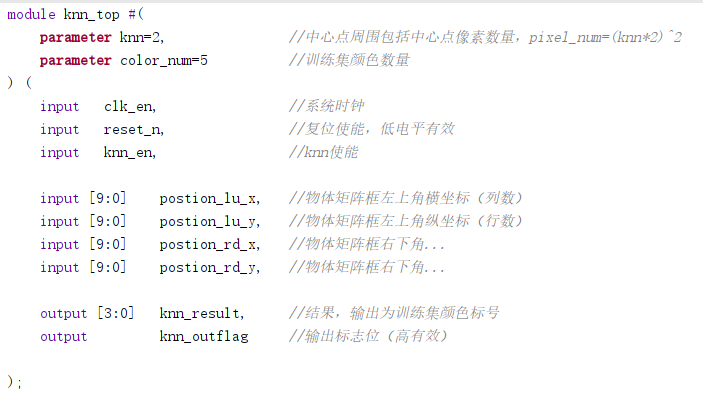 module knn_top #(
parameter knn=2, //中心点周围包括中心点像素数量，pixel_num=(knn*2)^2
parameter color_num=5 //训练集颜色数量
) (
input clk_en, //系统时钟
input reset_n, //复位使能，低电平有效
input knn_en, //knn使能
input [9:0] postion_lu_x, //物体矩阵框左上角横坐标（列数）
input [9:0] postion_lu_y, //物体矩阵框左上角纵坐标（行数）
input [9:0] postion_rd_x, //物体矩阵框右下角...
input [9:0] postion_rd_y, //物体矩阵框右下角...
output [3:0] knn_result, //结果，输出为训练集颜色标号
output knn_outflag //输出标志位（高有效）
);